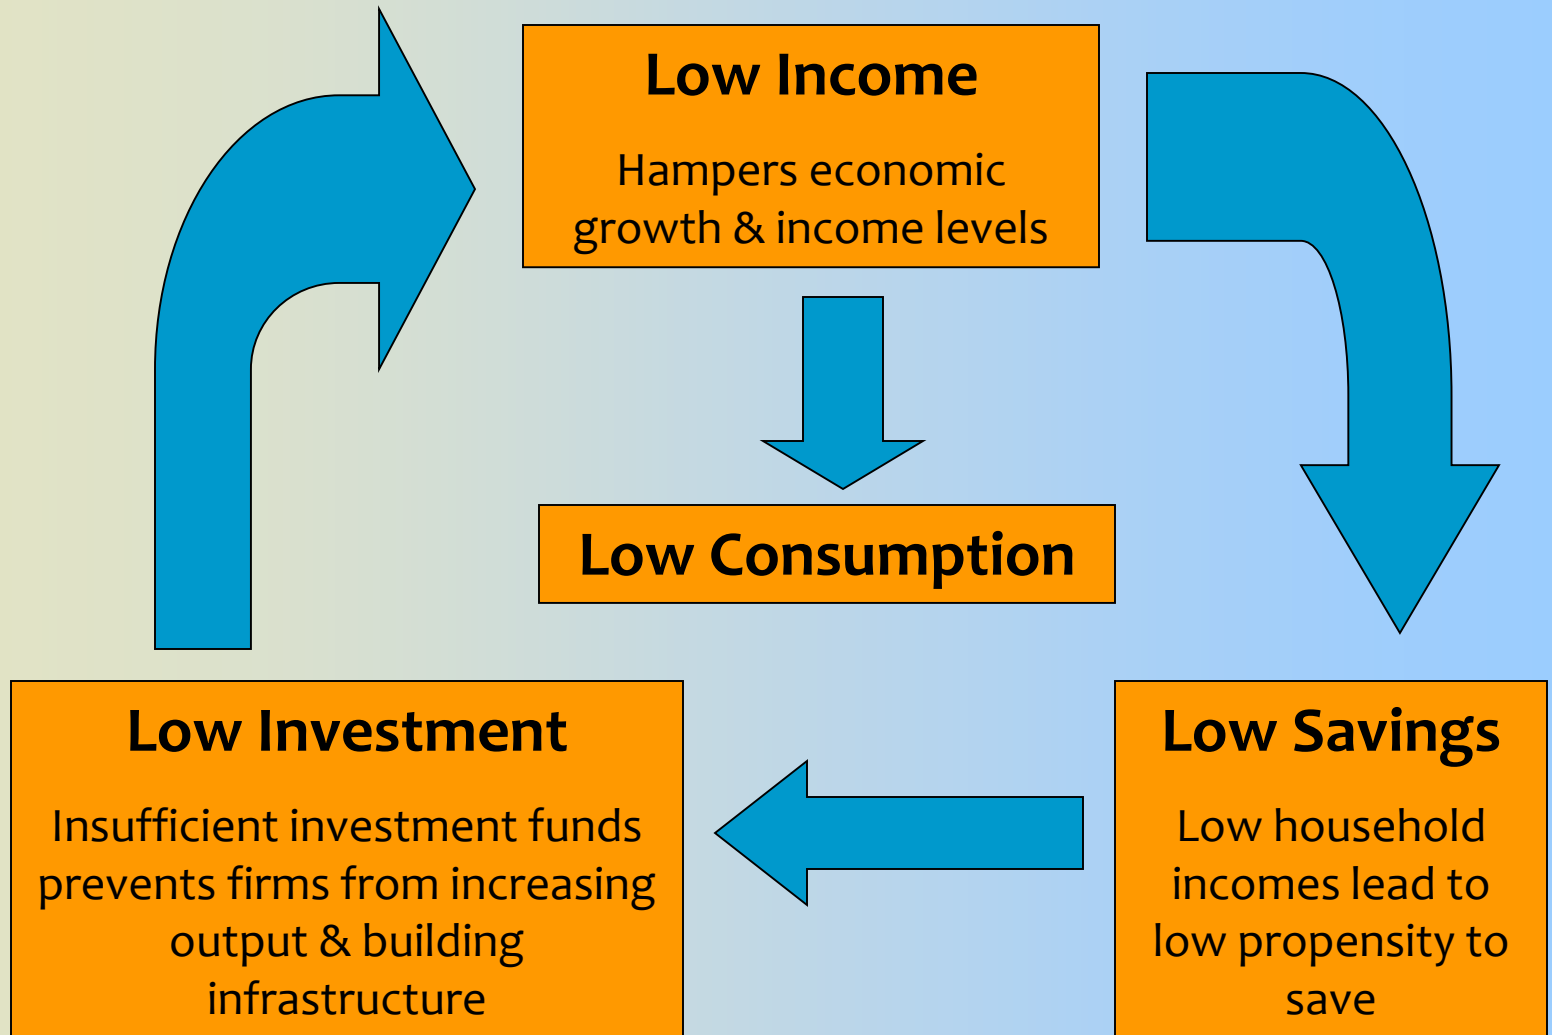 Low Income
Hampers economic
growth & income levels
Low Consumption
Low Investment
Insufficient investment funds
prevents firms from increasing
output & building
infrastructure
Low Savings
Low household
incomes lead to
low propensity to
save